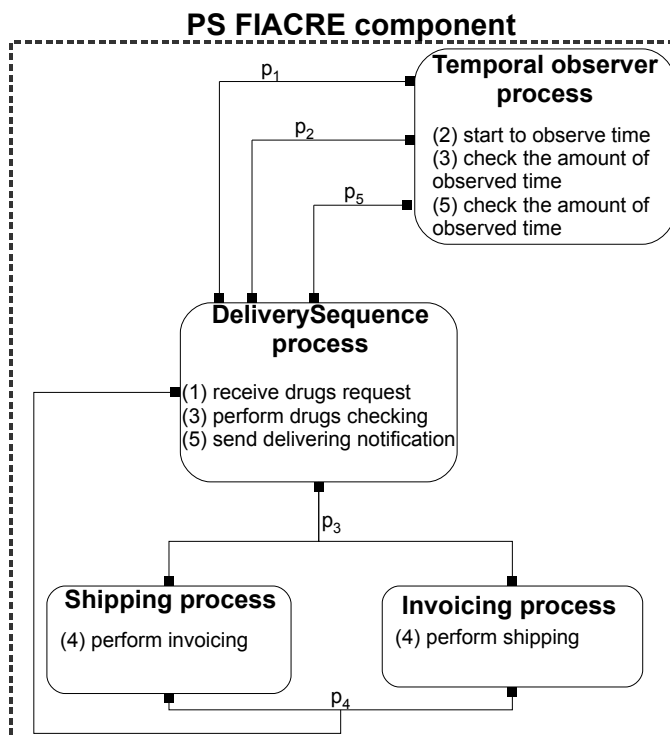 PS FIACRE component
Temporal observer
process
(2) start to observe time
(3) check the amount of
observed time
(5) check the amount of
observed time
p1
p2
p5
DeliverySequence
process
(1) receive drugs request
(3) perform drugs checking
(5) send delivering notification
p3
Shipping process
(4) perform invoicing
Invoicing process
(4) perform shipping
p4